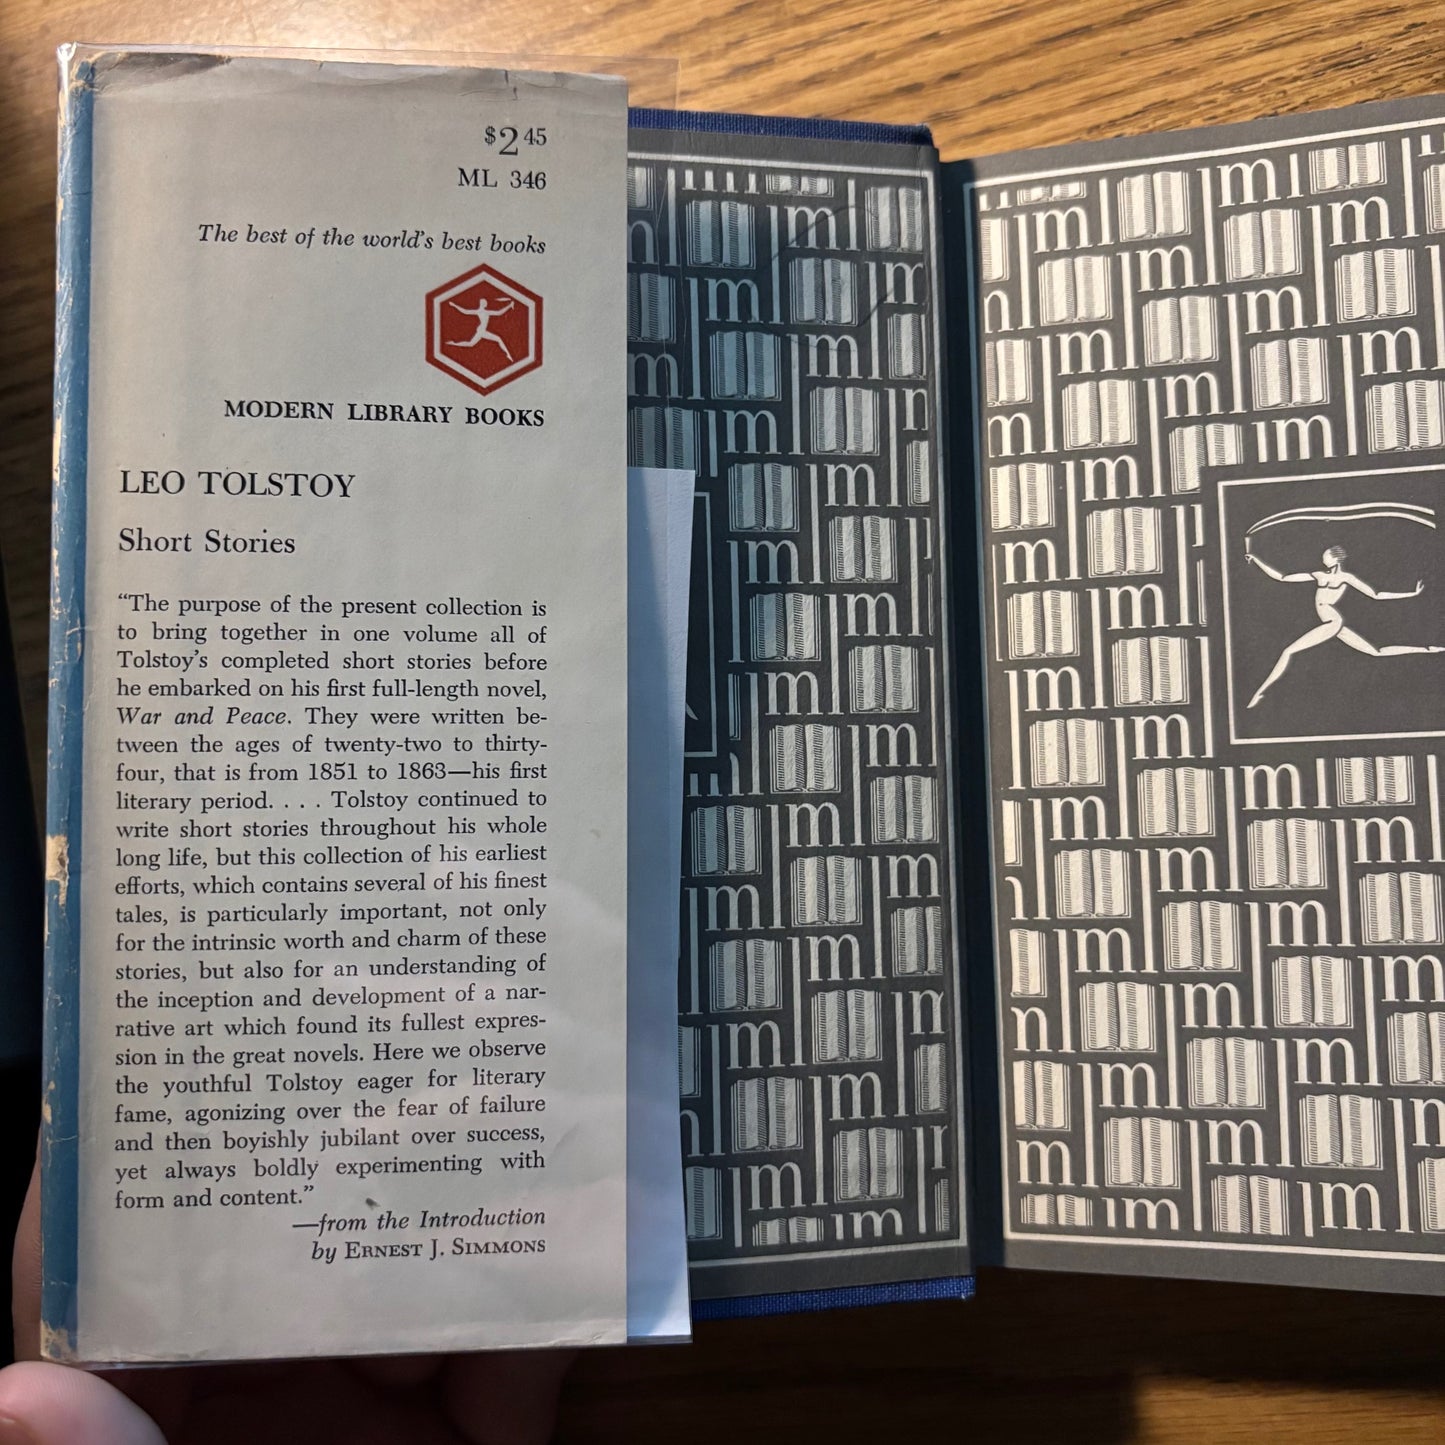 $2.45
ML 346
The best of the world's best books
MODERN LIBRARY BOOKS
LEO TOLSTOY
Short Stories
“The purpose of the present collection is
to bring together in one volume all of
Tolstoy’s completed short stories before
he embarked on his first full-length novel,
War and Peace. They were written be-
tween the ages of twenty-two to thirty-
four, that is from 1851 to 1863—his first
literary period. . . . Tolstoy continued to
write short stories throughout his whole
long life, but this collection of his earliest
efforts, which contains several of his finest
tales, is particularly important, not only
for the intrinsic worth and charm of these
stories, but also for an understanding of
the inception and development of a nar-
rative art which found its fullest expres-
sion in the great novels. Here we observe
the youthful Tolstoy eager for literary
fame, agonizing over the fear of failure
and then boyishly jubilant over success,
yet always boldly experimenting with
form and content.”
—from the Introduction
by ERNEST J. SIMMONS